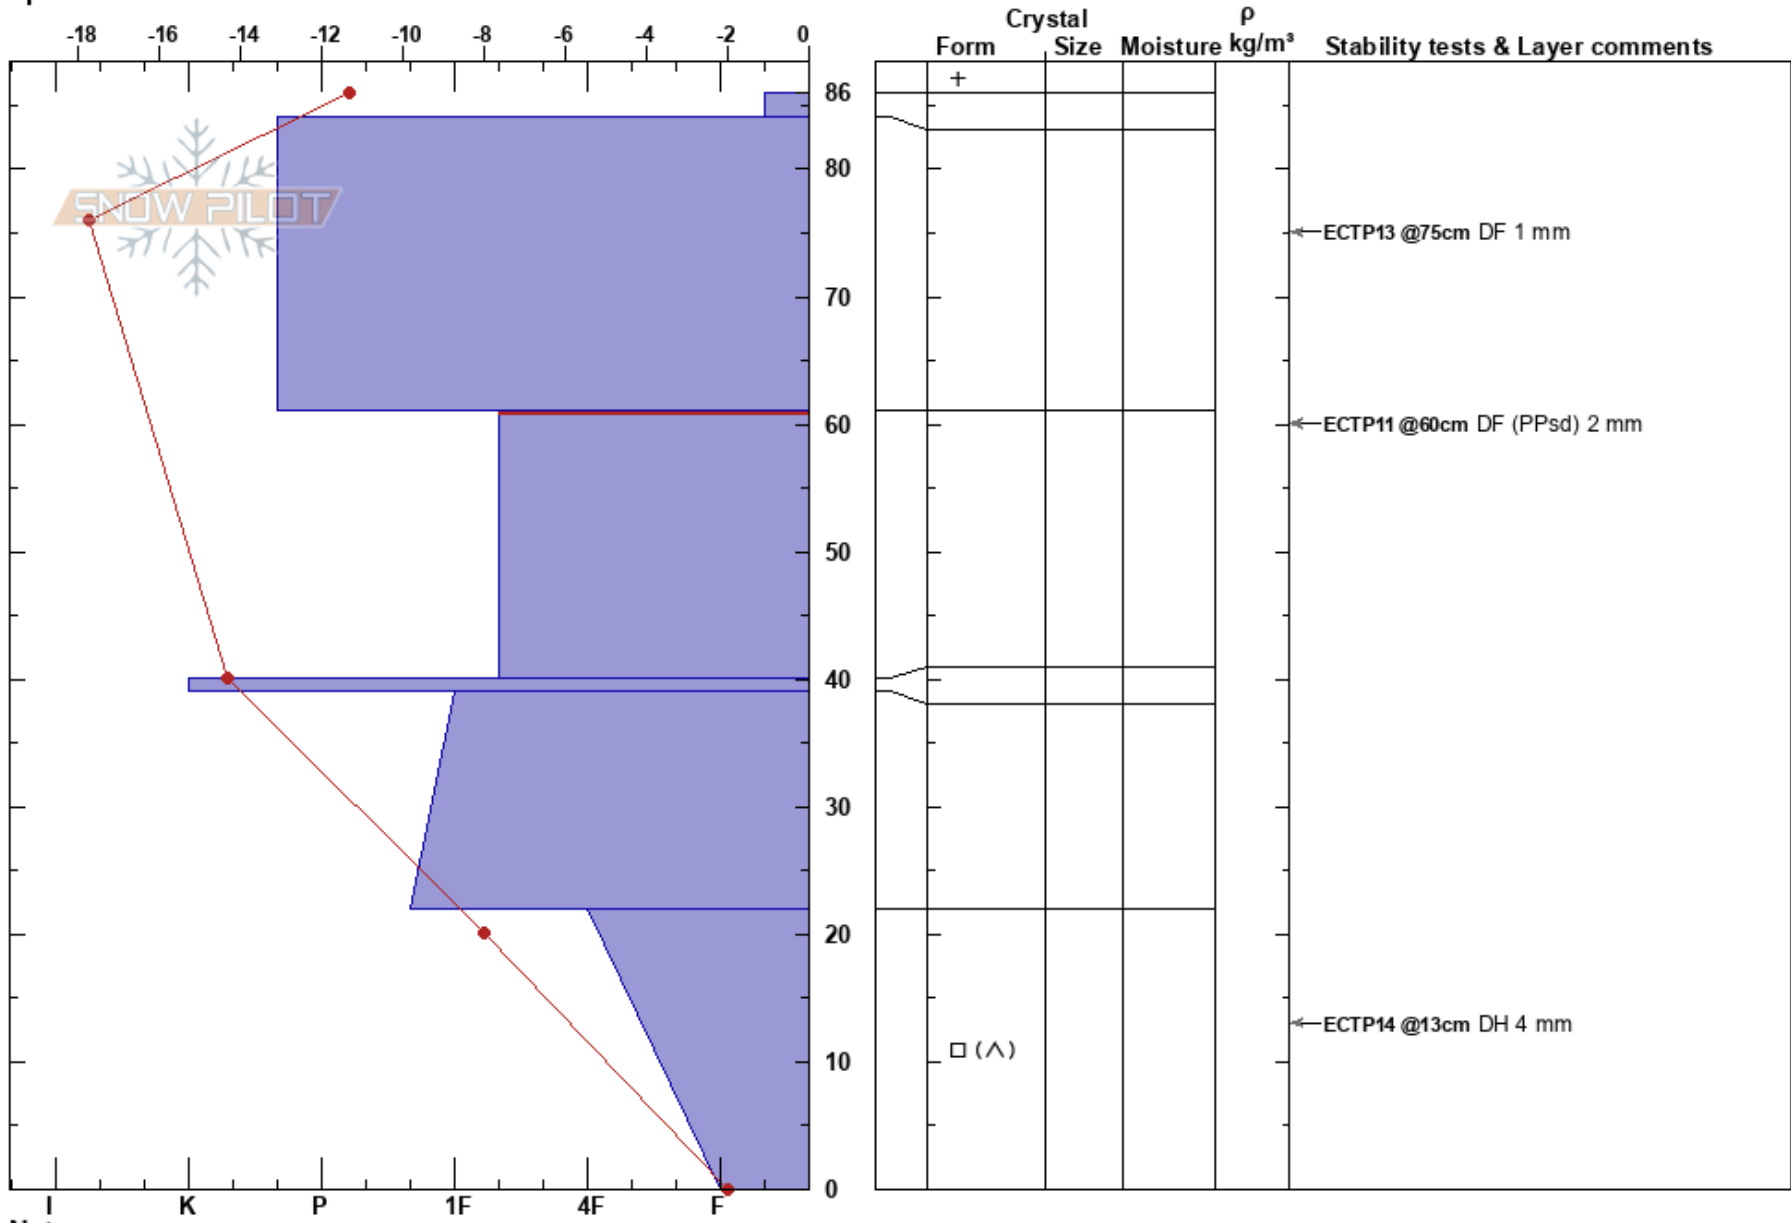 -18 -16 -14 -12 -10 -8 -6 -4 -2 0
Crystal ρ
Form Size Moisture kg/m³ Stability tests & Layer comments
+
86
80
SNOW PILOT
ECTP13 @75cm DF 1 mm
70
60
ECTP11 @60cm DF (PPsd) 2 mm
50
40
30
20
ECTP14 @13cm DH 4 mm
□ (∧)
10
0
I K P 1F 4F F